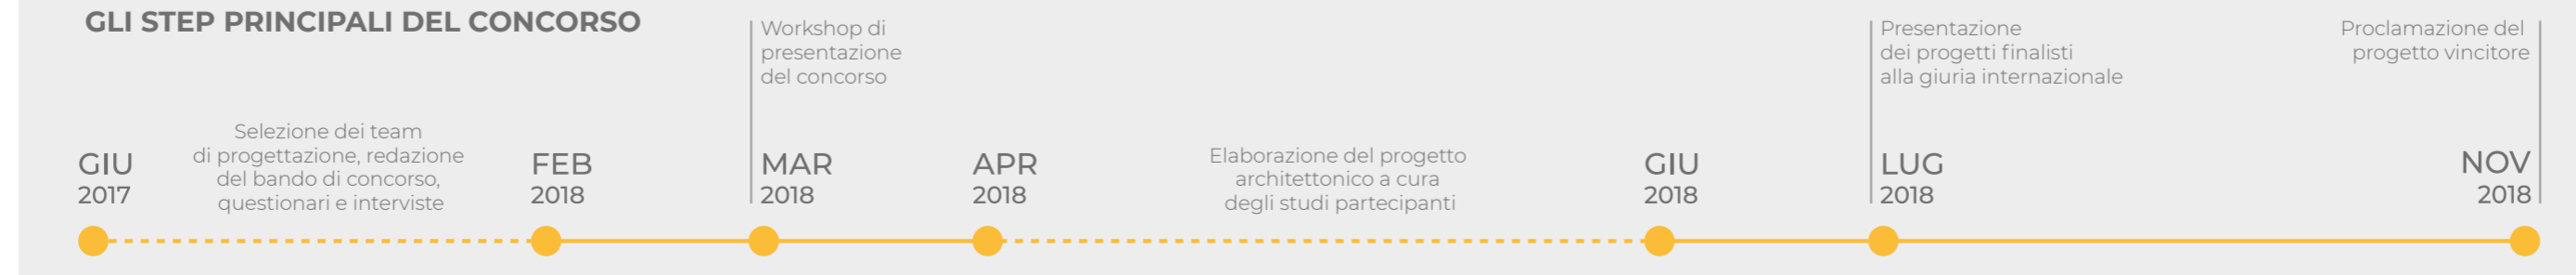 GLI STEP PRINCIPALI DEL CONCORSO
GIU
2017
Selezione dei team
di progettazione, redazione
del bando di concorso,
questionari e interviste
FEB
2018
Workshop di
presentazione
del concorso
MAR
2018
APR
2018
Elaborazione del progetto
architettonico a cura
degli studi partecipanti
GIU
2018
Presentazione
dei progetti finalisti
alla giuria internazionale
LUG
2018
Proclamazione del
progetto vincitore
NOV
2018